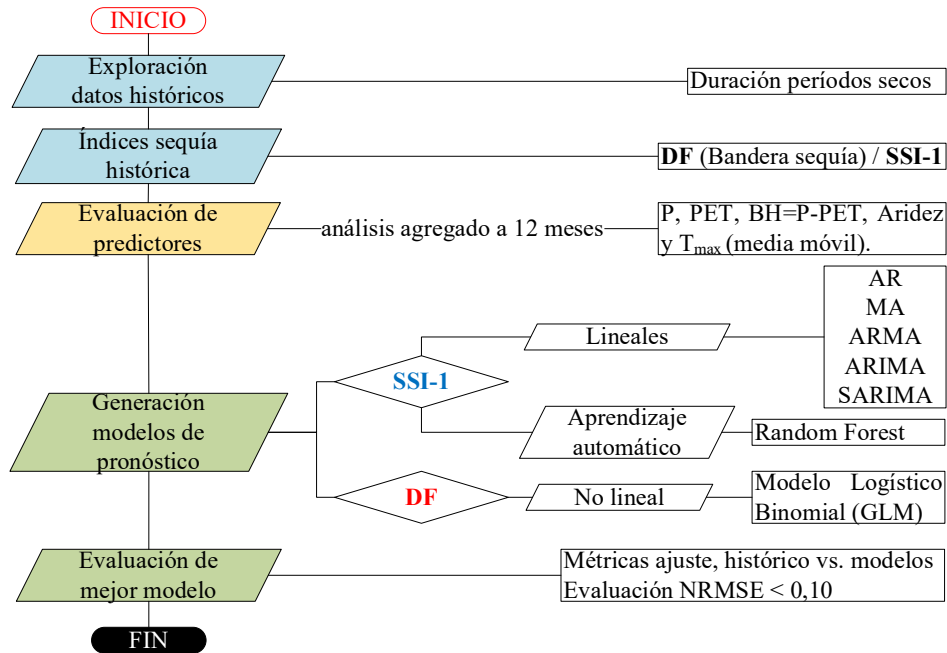 INICIO
Exploración
datos históricos
Duración períodos secos
Índices sequía
histórica
DF (Bandera sequía) / SSI-1
Evaluación de
predictores
análisis agregado a 12 meses
P, PET, BH=P-PET, Aridez
y Tmax (media móvil).
AR
MA
ARMA
ARIMA
SARIMA
Lineales
SSI-1
Generación
modelos de
pronóstico
Aprendizaje
automático
Random Forest
DF
No lineal
Modelo Logístico
Binomial (GLM)
Evaluación de
mejor modelo
Métricas ajuste, histórico vs. modelos
Evaluación NRMSE < 0,10
FIN